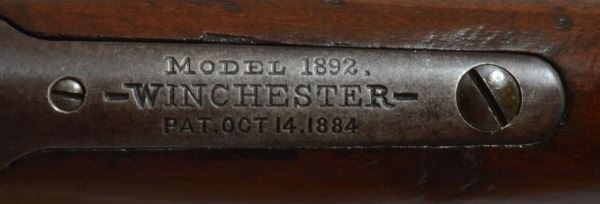 MODEL 1892.
-WINCHESTER-
PAT. OCT 14. 1884